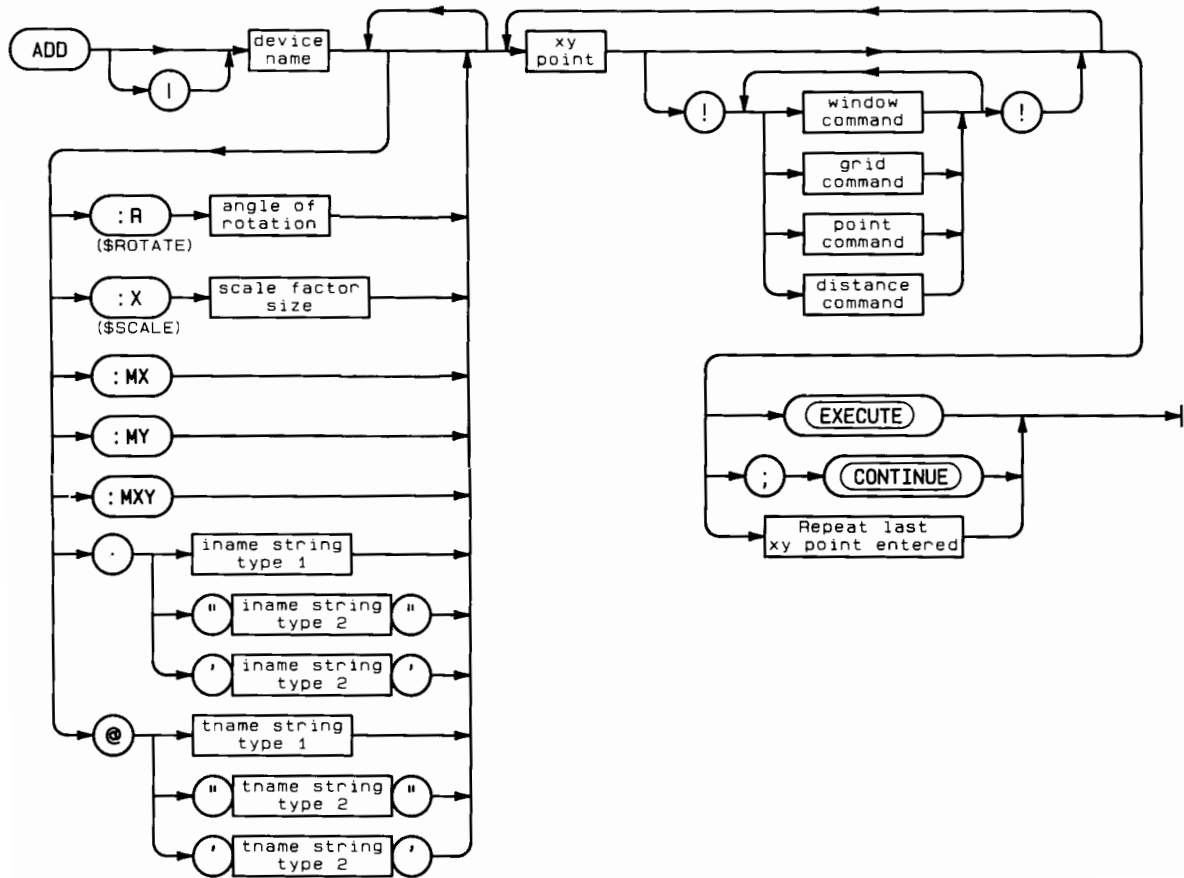 ADD
|
device
name
xy
point
!
window
command
!
grid
command
point
command
distance
command
:R
($ROTATE)
angle of
rotation
:X
($SCALE)
scale factor
size
:MX
:MY
:MXY
.
iname string
type 1
"
iname string
type 2
"
'
iname string
type 2
'
@
tname string
type 1
"
tname string
type 2
"
'
tname string
type 2
'
EXECUTE
;
CONTINUE
Repeat last
xy point entered